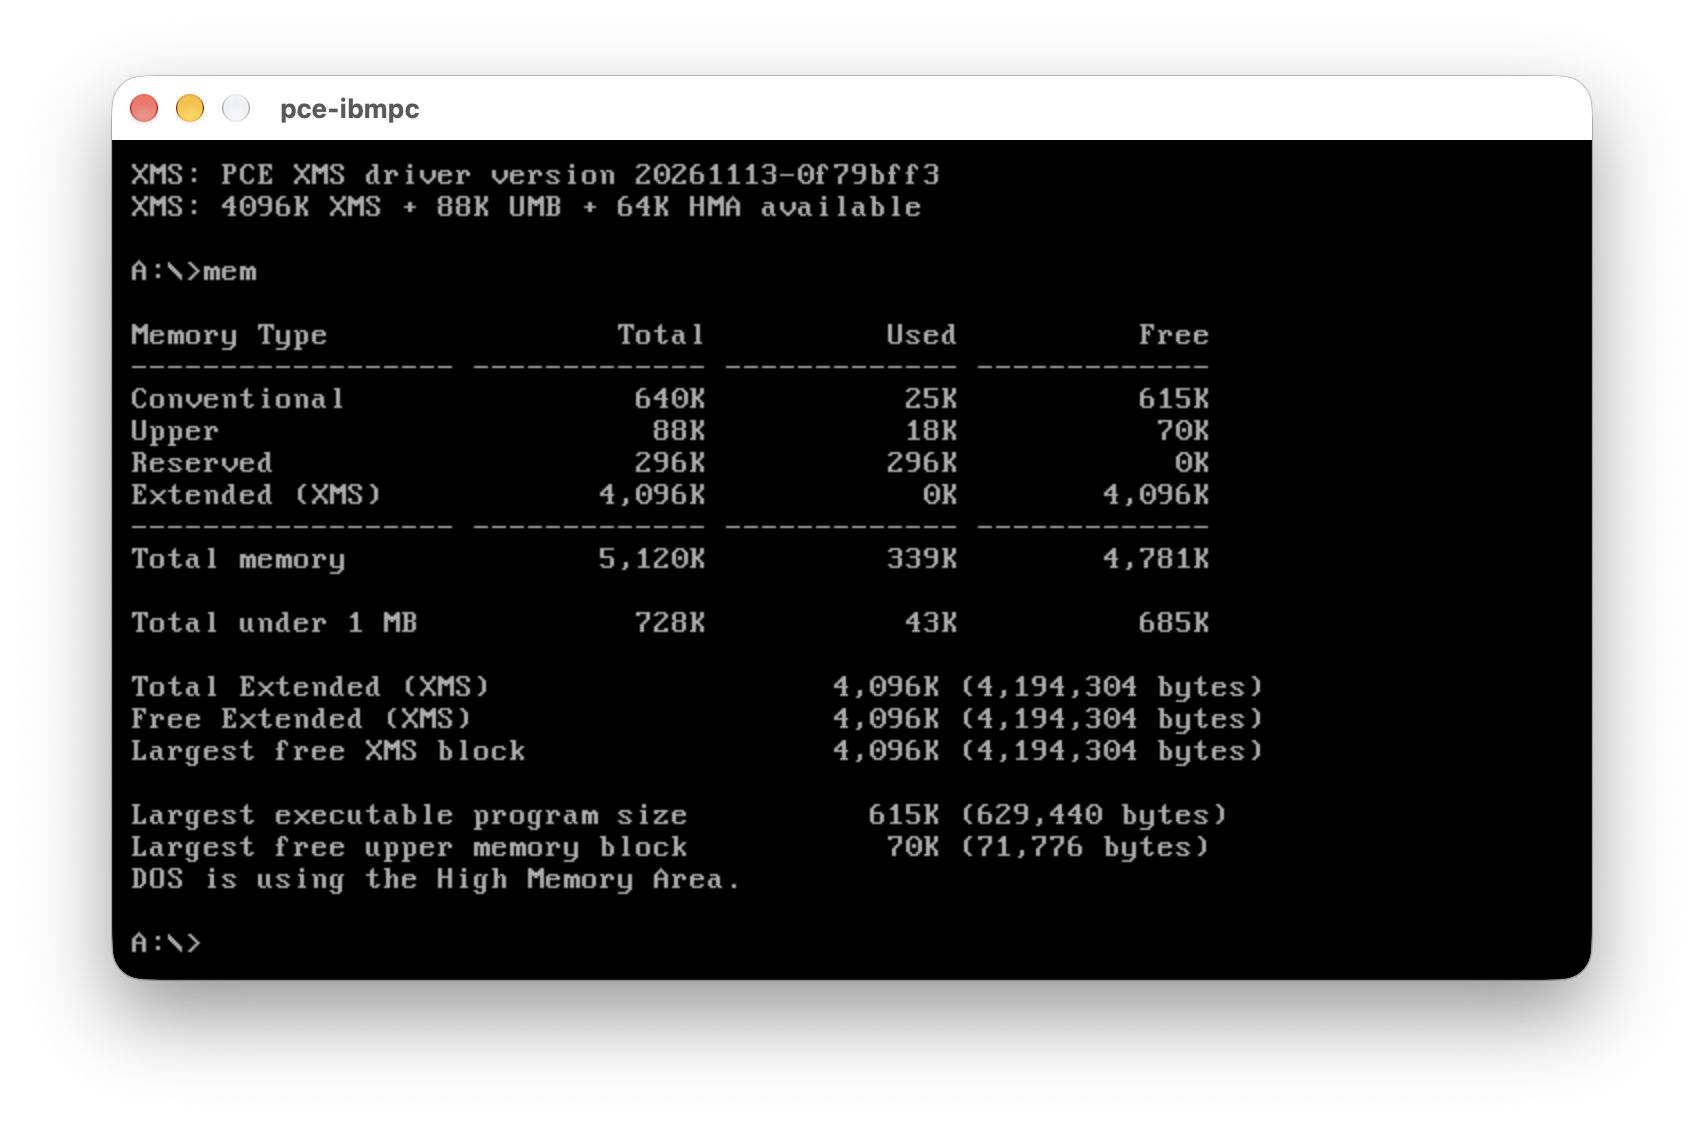 pce-ibmpc
XMS: PCE XMS driver version 20261113-0f79bff3
XMS: 4096K XMS + 88K UMB + 64K HMA available
A:\>mem
Memory Type                Total          Used          Free
------------------ ------------- ------------- -------------
Conventional                640K           25K          615K
Upper                        88K           18K           70K
Reserved                    296K          296K            0K
Extended (XMS)            4,096K            0K        4,096K
------------------ ------------- ------------- -------------
Total memory              5,120K          339K        4,781K
Total under 1 MB            728K           43K          685K
Total Extended (XMS)                   4,096K (4,194,304 bytes)
Free Extended (XMS)                    4,096K (4,194,304 bytes)
Largest free XMS block                 4,096K (4,194,304 bytes)
Largest executable program size          615K (629,440 bytes)
Largest free upper memory block           70K (71,776 bytes)
DOS is using the High Memory Area.
A:\>